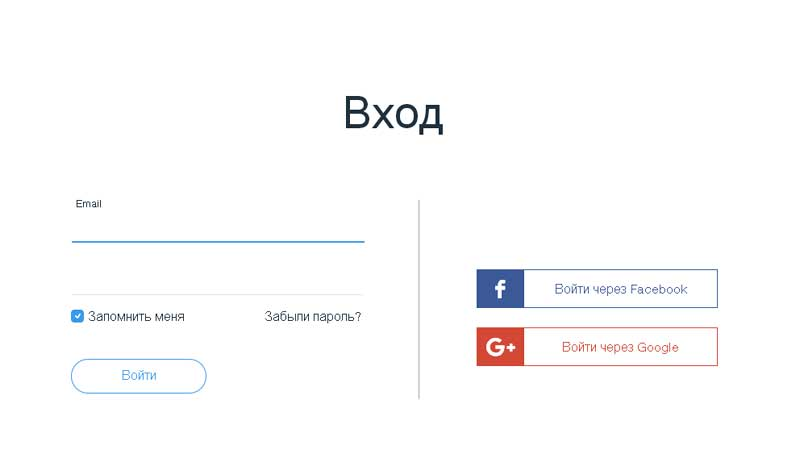 Вход
Email
Запомнить меня
Забыли пароль?
Войти
Войти через Facebook
G+
Войти через Google